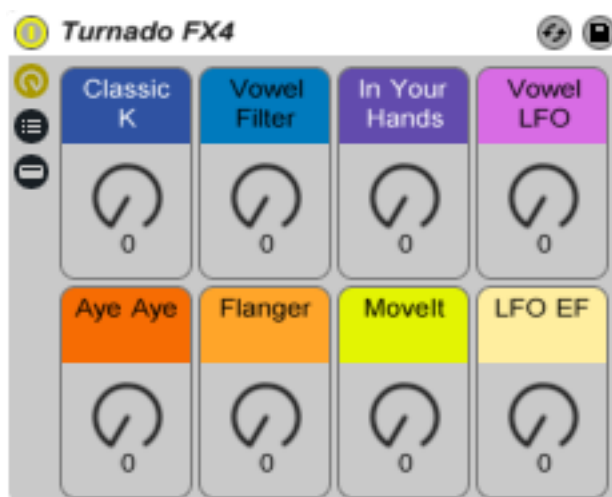 Turnado FX4
Classic K
Vowel Filter
In Your Hands
Vowel LFO
0
0
0
0
Aye Aye
Flanger
MoveIt
LFO EF
0
0
0
0